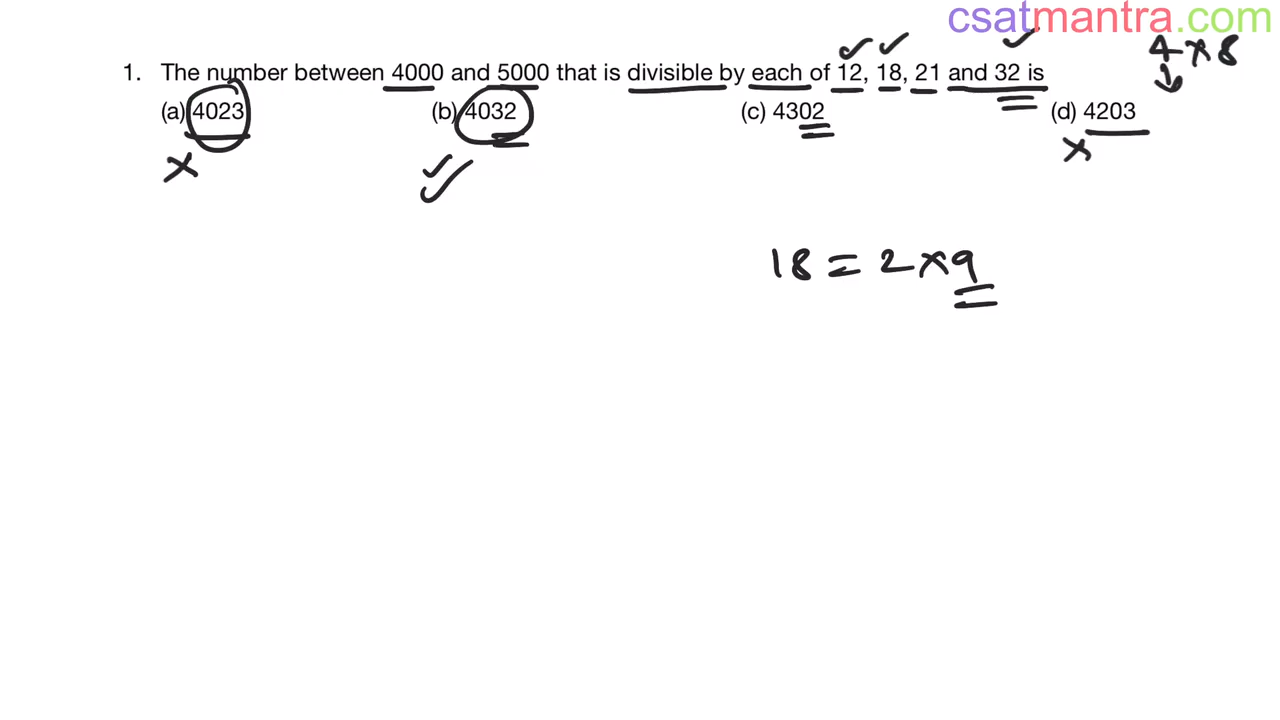 csatmantra.com
4 × 8
1. The number between 4000 and 5000 that is divisible by each of 12, 18, 21 and 32 is
(a) 4023 (b) 4032 (c) 4302 (d) 4203
18 = 2 × 9